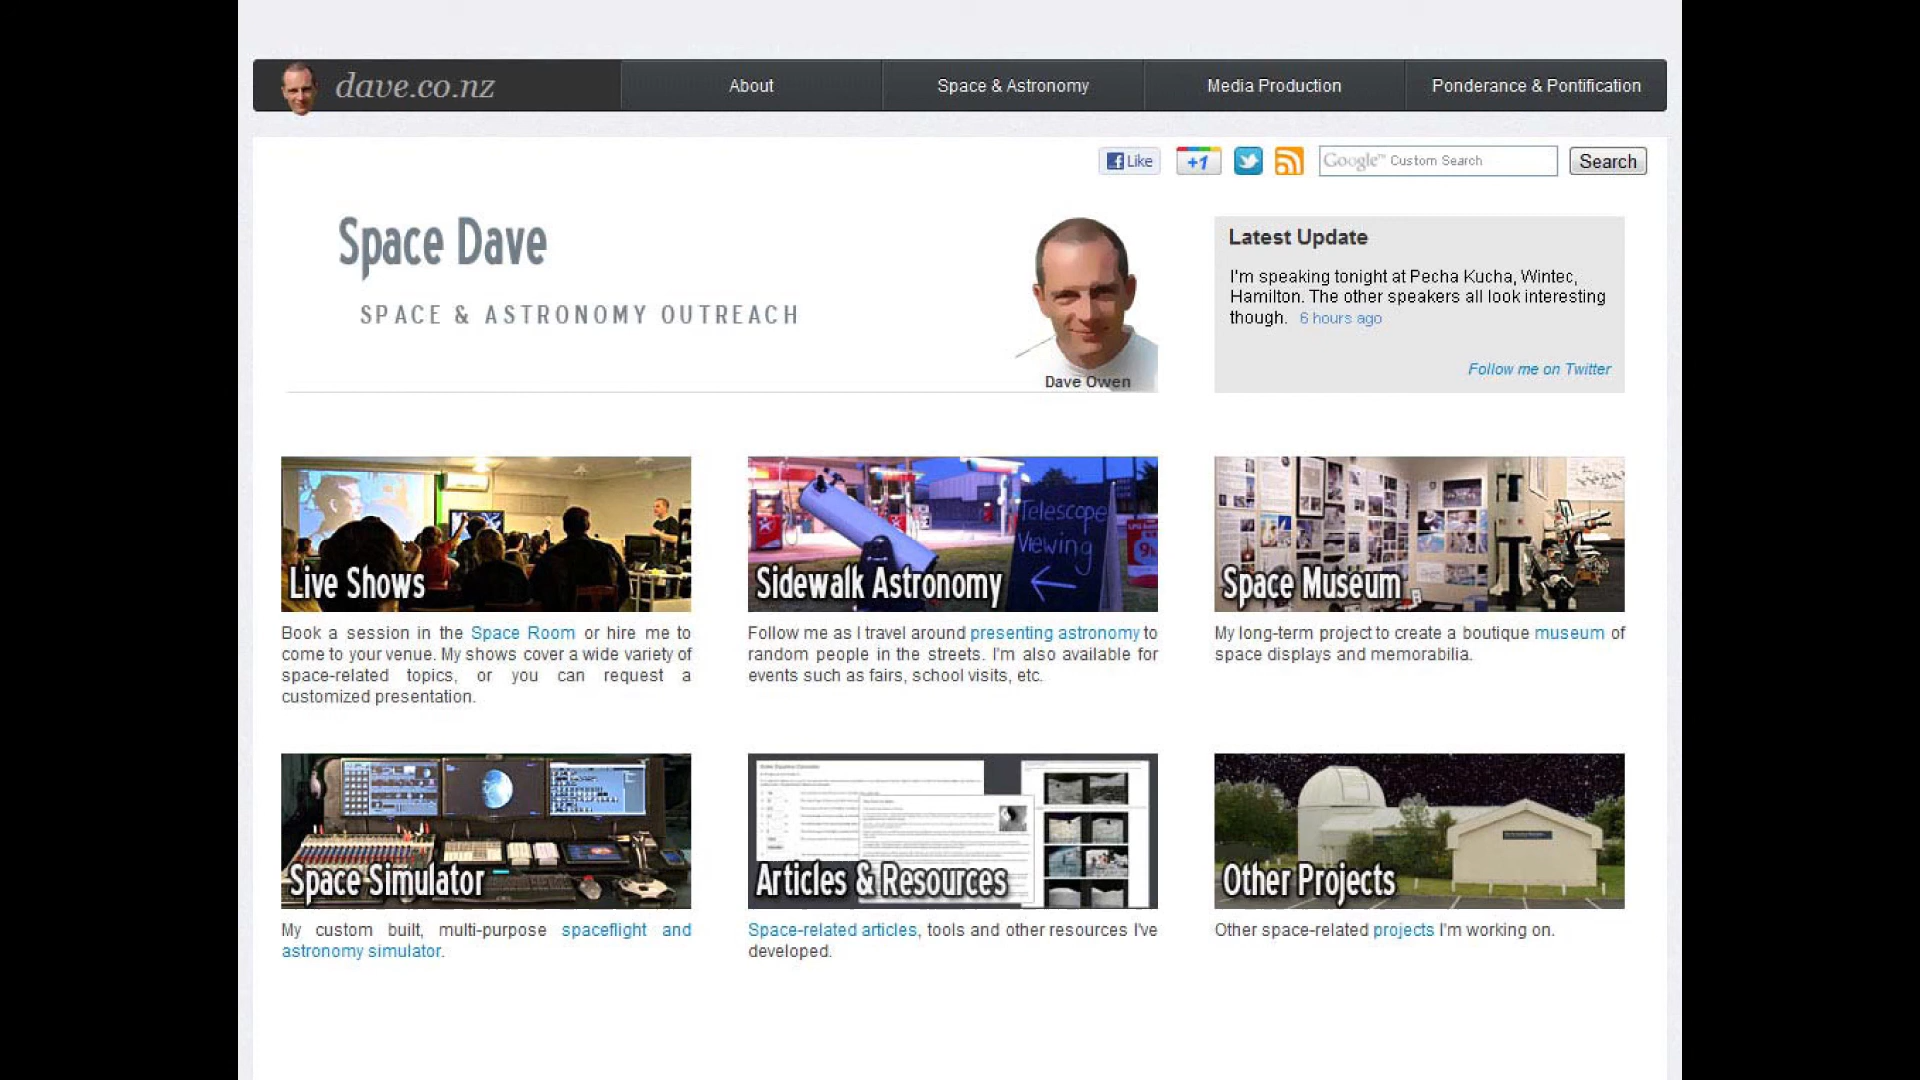 dave.co.nz
About
Space & Astronomy
Media Production
Ponderance & Pontification
Like
+1
Google™ Custom Search
Search
Space Dave
SPACE & ASTRONOMY OUTREACH
Dave Owen
Latest Update
I'm speaking tonight at Pecha Kucha, Wintec,
Hamilton. The other speakers all look interesting
though. 6 hours ago
Follow me on Twitter
Live Shows
Book a session in the Space Room or hire me to
come to your venue. My shows cover a wide variety of
space-related topics, or you can request a
customized presentation.
Telescope
Viewing
Sidewalk Astronomy
Follow me as I travel around presenting astronomy to
random people in the streets. I'm also available for
events such as fairs, school visits, etc.
Space Museum
My long-term project to create a boutique museum of
space displays and memorabilia.
Space Simulator
My custom built, multi-purpose spaceflight and
astronomy simulator.
Articles & Resources
Space-related articles, tools and other resources I've
developed.
Other Projects
Other space-related projects I'm working on.